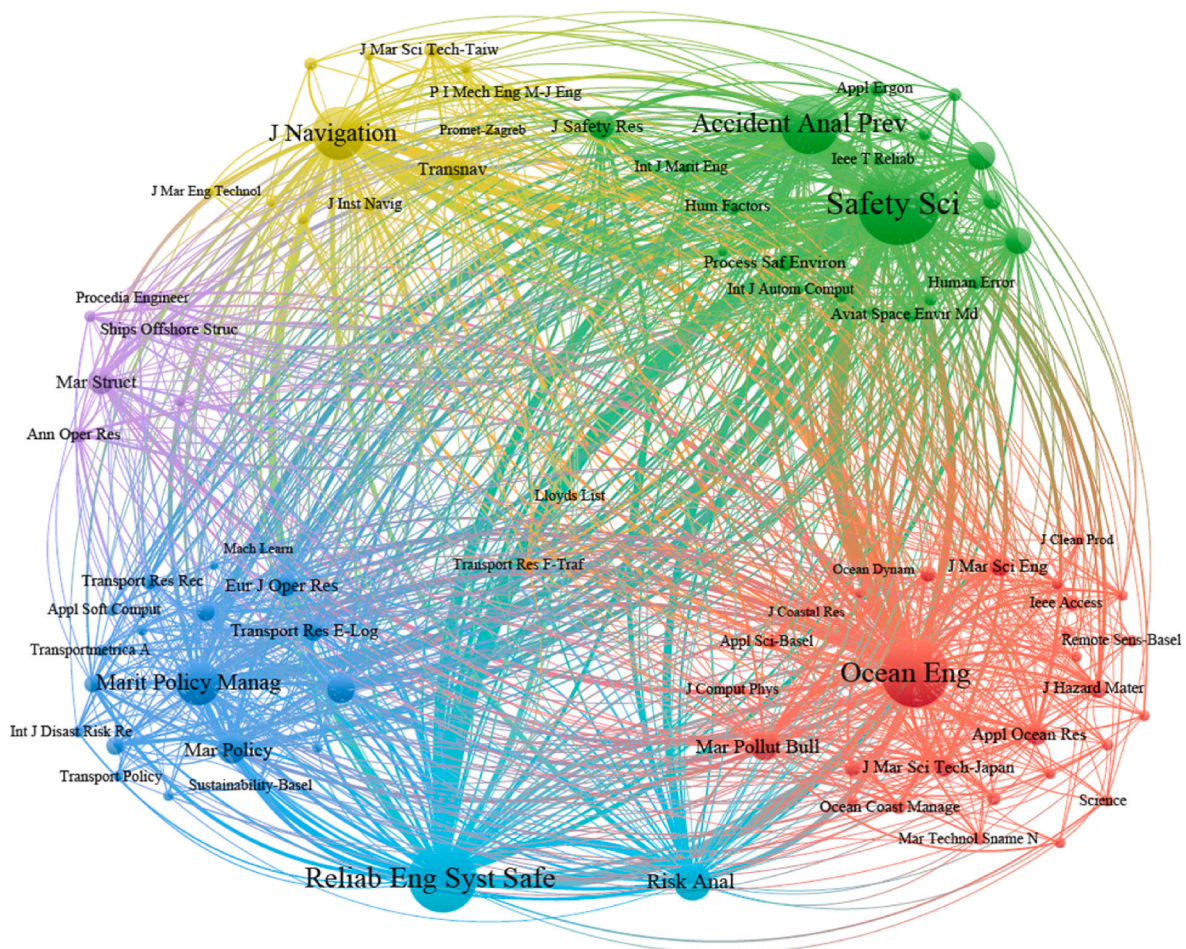 J Mar Sci Tech-Taiw
Appl Ergon
P I Mech Eng M-J Eng
J Navigation
Promet-Zagreb
J Safety Res
Accident Anal Prev
Transnav
Int J Marit Eng
Ieee T Reliab
J Mar Eng Technol
J Inst Navig
Hum Factors
Safety Sci
Process Saf Environ
Int J Autom Comput
Human Error
Procedia Engineer
Aviat Space Envir Md
Ships Offshore Struc
Mar Struct
Ann Oper Res
Lloyds List
Mach Learn
J Clean Prod
Transport Res Rec
Eur J Oper Res
Transport Res F-Traf
Ocean Dynam
J Mar Sci Eng
Appl Soft Comput
J Coastal Res
Ieee Access
Transport Res E-Log
Appl Sci-Basel
Remote Sens-Basel
Transportmetrica A
Ocean Eng
Marit Policy Manag
J Comput Phys
J Hazard Mater
Int J Disast Risk Re
Mar Policy
Mar Pollut Bull
Appl Ocean Res
Transport Policy
Sustainability-Basel
J Mar Sci Tech-Japan
Ocean Coast Manage
Science
Mar Technol Sname N
Reliab Eng Syst Safe
Risk Anal